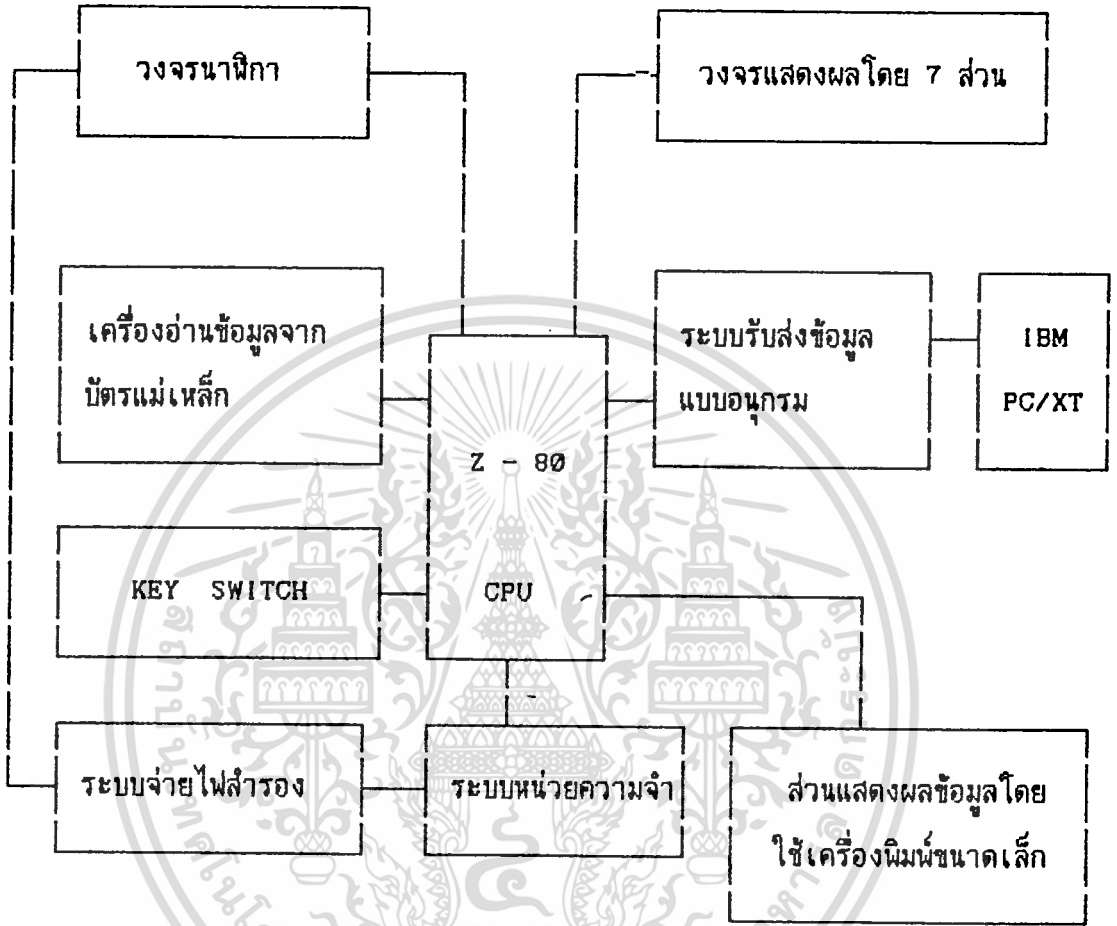 วงจรนาฬิกา
วงจรแสดงผลโดย 7 ส่วน
เครื่องอ่านข้อมูลจาก
บัตรแม่เหล็ก
Z - 80
CPU
ระบบรับส่งข้อมูล
แบบอนุกรม
IBM
PC/XT
KEY SWITCH
ระบบจ่ายไฟสำรอง
ระบบหน่วยความจำ
ส่วนแสดงผลข้อมูลโดย
ใช้เครื่องพิมพ์ขนาดเล็ก